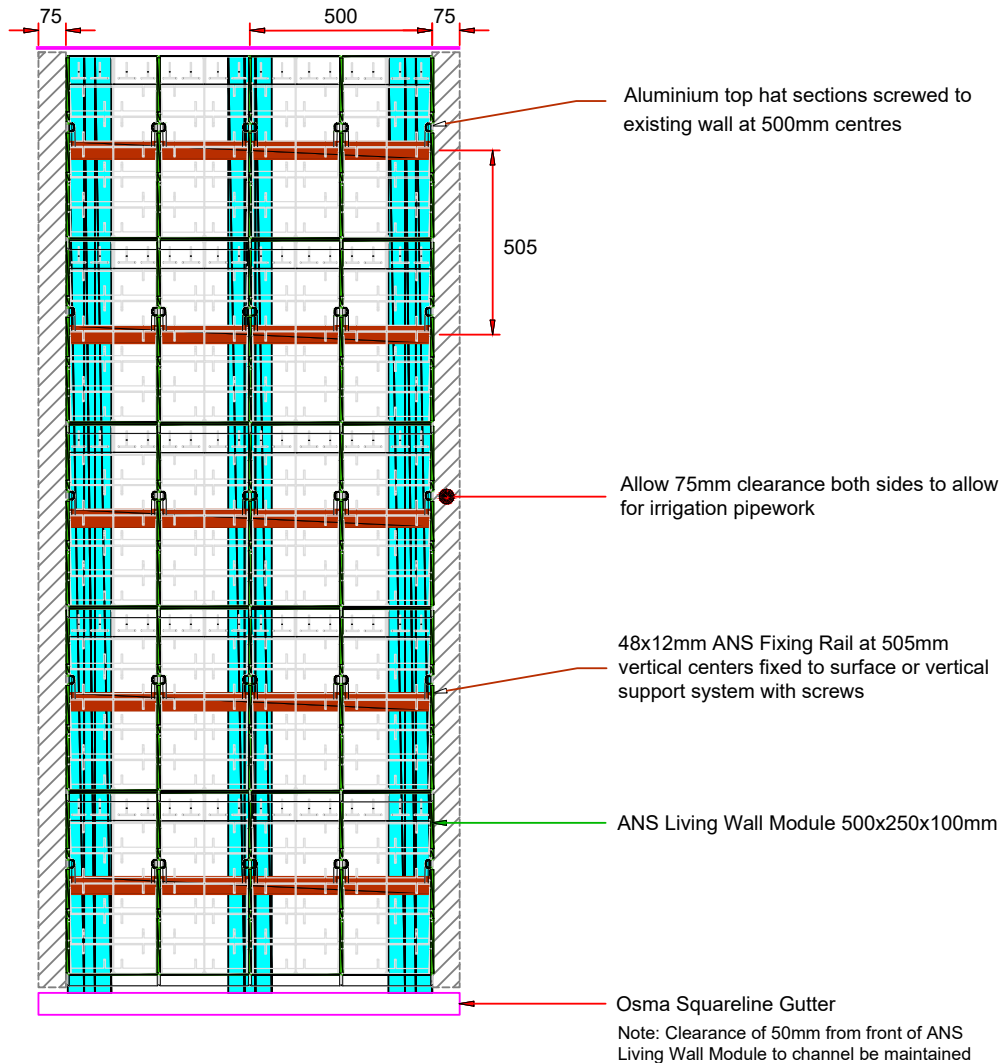 75
500
75
Aluminium top hat sections screwed to
existing wall at 500mm centres
505
Allow 75mm clearance both sides to allow
for irrigation pipework
48x12mm ANS Fixing Rail at 505mm
vertical centers fixed to surface or vertical
support system with screws
ANS Living Wall Module 500x250x100mm
Osma Squareline Gutter
Note: Clearance of 50mm from front of ANS
Living Wall Module to channel be maintained